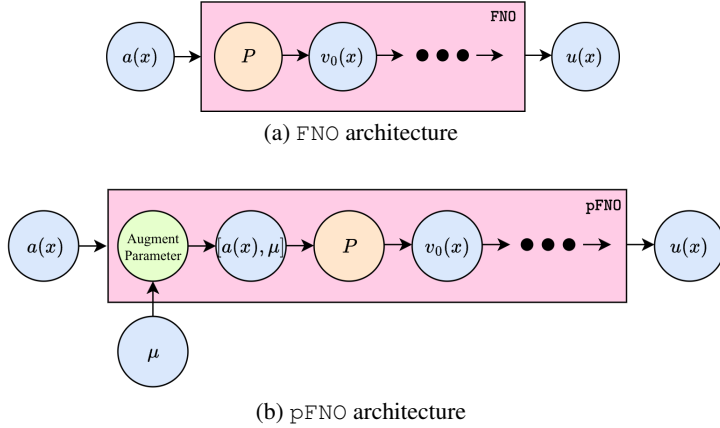 FNO
a(x) P v₀(x) u(x)
(a) FNO architecture
pFNO
a(x) Augment Parameter [a(x), μ] P v₀(x) u(x)
μ
(b) pFNO architecture